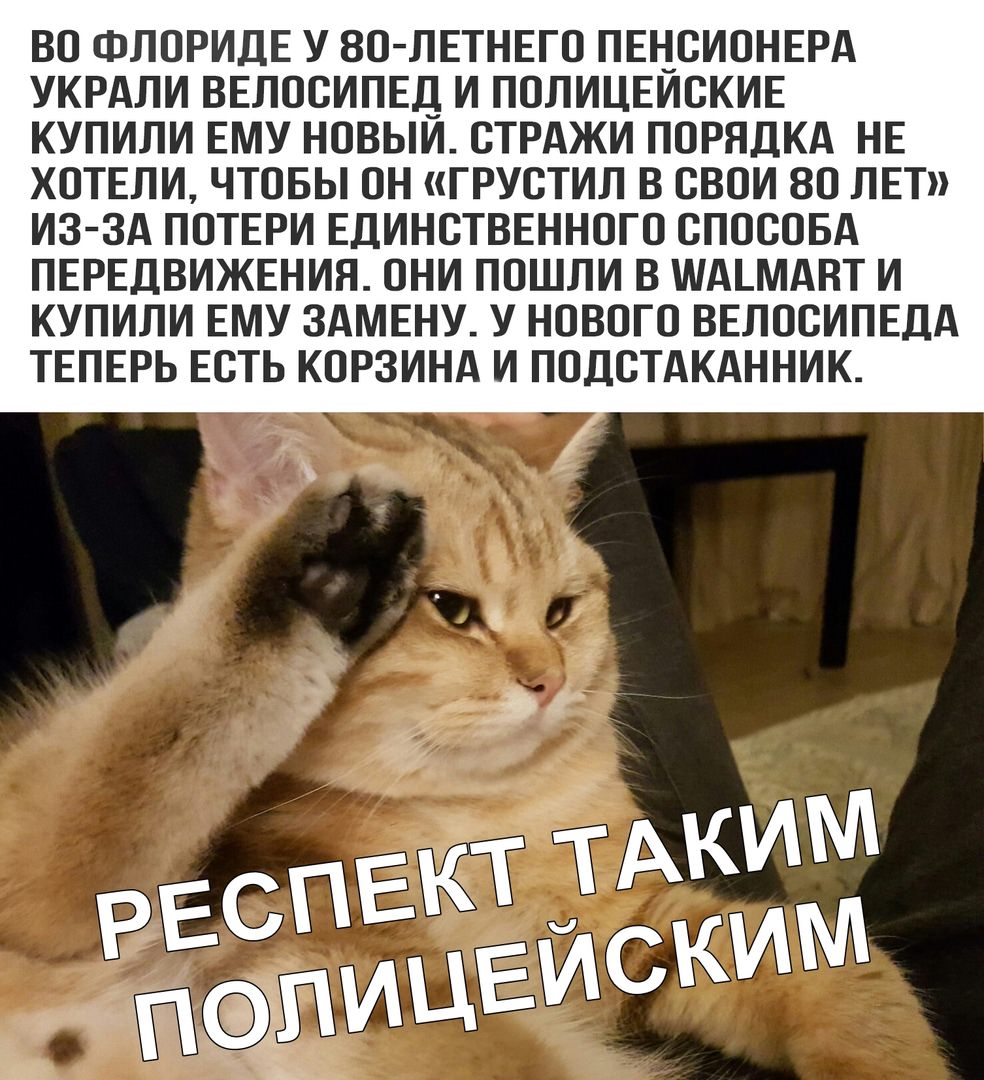 ВО ФЛОРИДЕ У 80-ЛЕТНЕГО ПЕНСИОНЕРА
УКРАЛИ ВЕЛОСИПЕД И ПОЛИЦЕЙСКИЕ
КУПИЛИ ЕМУ НОВЫЙ. СТРАЖИ ПОРЯДКА НЕ
ХОТЕЛИ, ЧТОБЫ ОН «ГРУСТИЛ В СВОИ 80 ЛЕТ»
ИЗ-ЗА ПОТЕРИ ЕДИНСТВЕННОГО СПОСОБА
ПЕРЕДВИЖЕНИЯ. ОНИ ПОШЛИ В WALMART И
КУПИЛИ ЕМУ ЗАМЕНУ. У НОВОГО ВЕЛОСИПЕДА
ТЕПЕРЬ ЕСТЬ КОРЗИНА И ПОДСТАКАННИК.
РЕСПЕКТ ТАКИМ
ПОЛИЦЕЙСКИМ